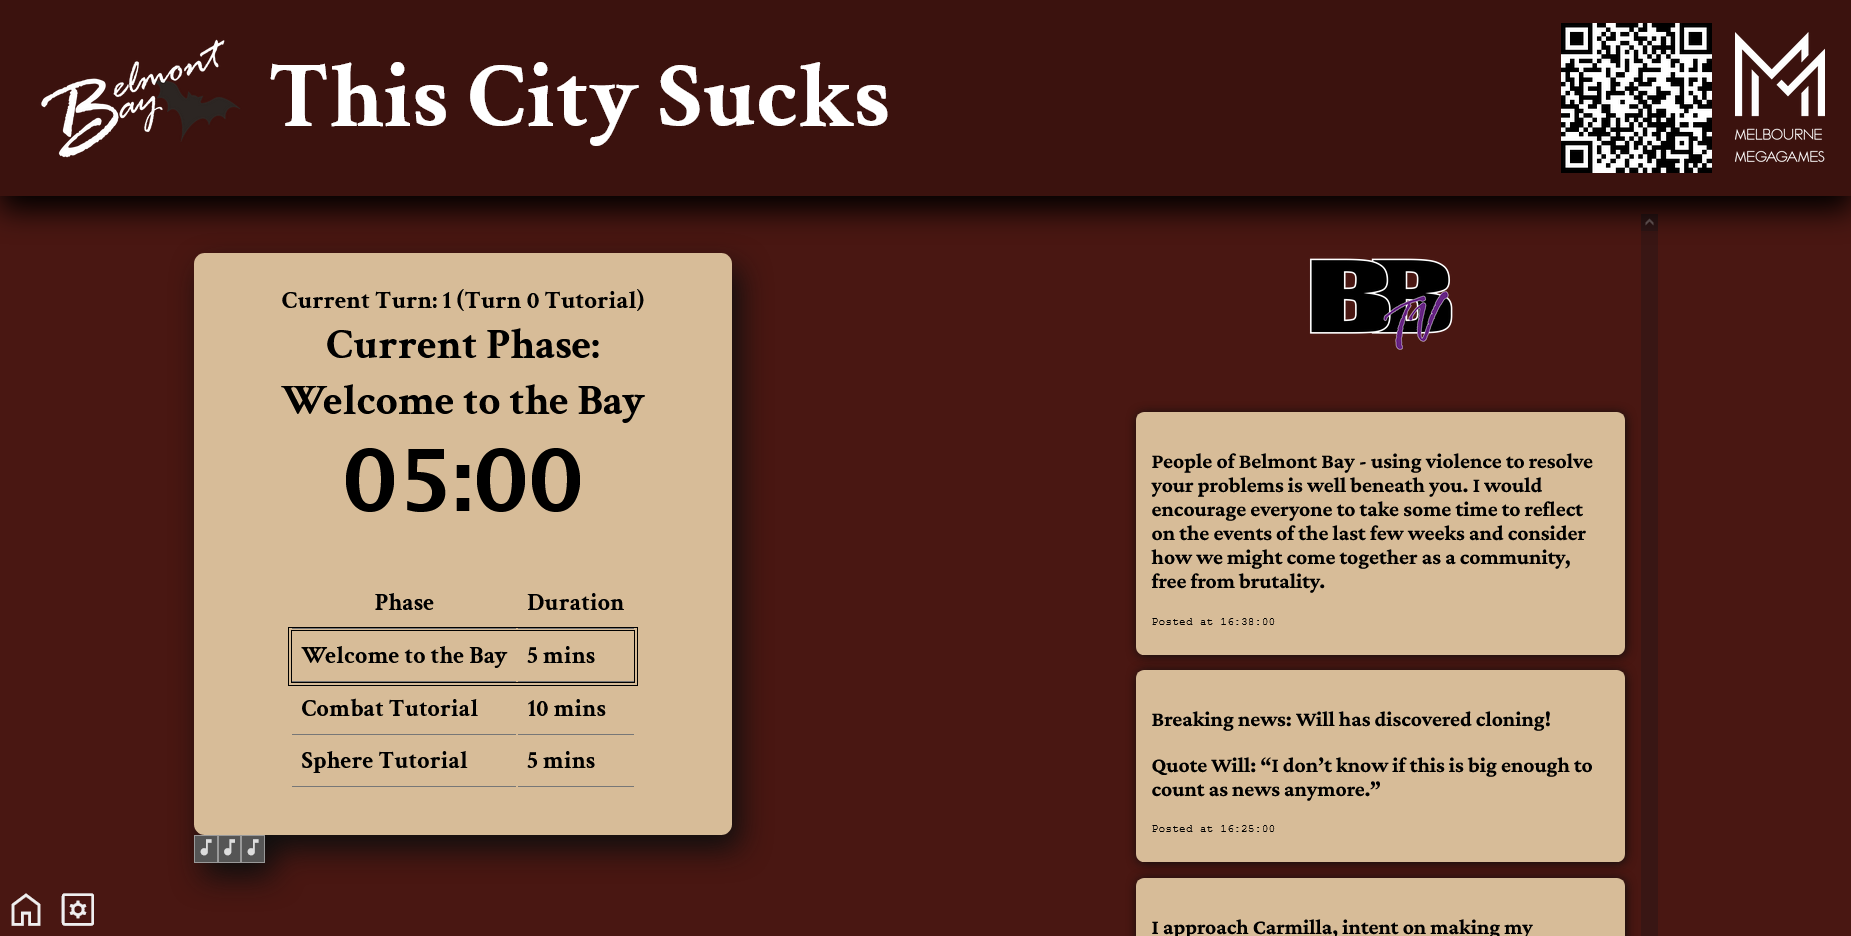 Belmont
Bay
This City Sucks
MELBOURNE
MEGAGAMES
Current Turn: 1 (Turn 0 Tutorial)
Current Phase:
Welcome to the Bay
05:00
Phase Duration
Welcome to the Bay 5 mins
Combat Tutorial 10 mins
Sphere Tutorial 5 mins
BB
TV
People of Belmont Bay - using violence to resolve
your problems is well beneath you. I would
encourage everyone to take some time to reflect
on the events of the last few weeks and consider
how we might come together as a community,
free from brutality.
Posted at 16:38:00
Breaking news: Will has discovered cloning!
Quote Will: “I don’t know if this is big enough to
count as news anymore.”
Posted at 16:25:00
I approach Carmilla, intent on making my